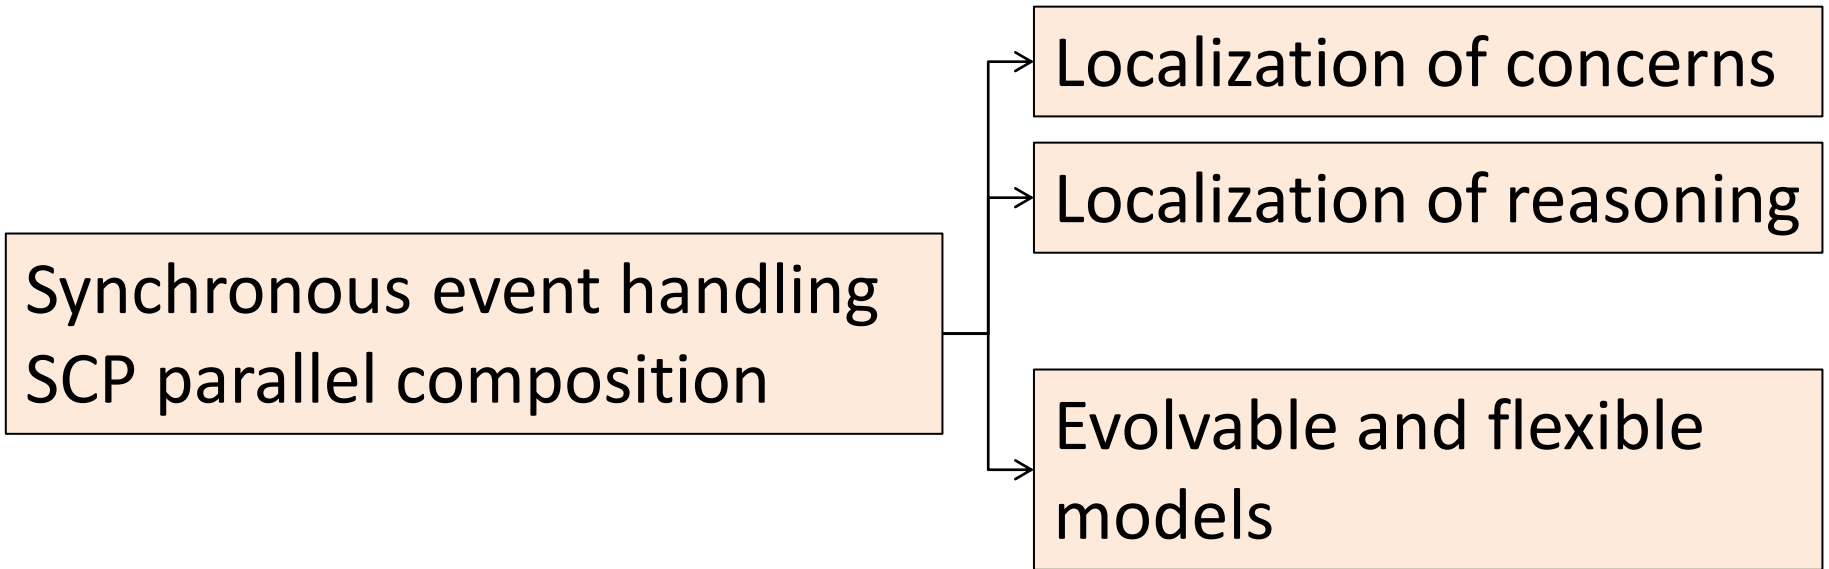 Localization of concerns
Localization of reasoning
Synchronous event handling
SCP parallel composition
Evolvable and flexible
models